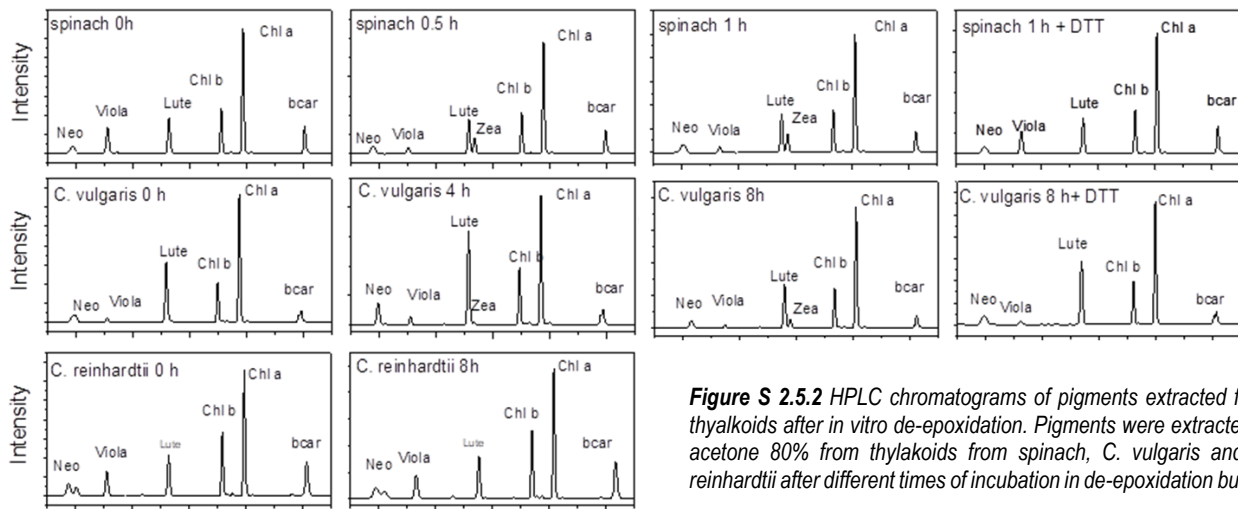 spinach 0h
Intensity
Neo
Viola
Lute
Chl b
Chl a
bcar
spinach 0.5 h
Neo
Viola
Lute
Zea
Chl b
Chl a
bcar
spinach 1 h
Neo
Viola
Lute
Zea
Chl b
Chl a
bcar
spinach 1 h + DTT
Neo
Viola
Lute
Chl b
Chl a
bcar
C. vulgaris 0 h
Intensity
Neo
Viola
Lute
Chl b
Chl a
bcar
C. vulgaris 4 h
Neo
Viola
Lute
Zea
Chl b
Chl a
bcar
C. vulgaris 8h
Neo
Viola
Lute
Zea
Chl b
Chl a
bcar
C. vulgaris 8 h+ DTT
Neo
Viola
Lute
Chl b
Chl a
bcar
C. reinhardtii 0 h
Intensity
Neo
Viola
Lute
Chl b
Chl a
bcar
C. reinhardtii 8h
Neo
Viola
Lute
Chl b
Chl a
bcar
Figure S 2.5.2 HPLC chromatograms of pigments extracted f
thyalkoids after in vitro de-epoxidation. Pigments were extracte
acetone 80% from thylakoids from spinach, C. vulgaris and
reinhardtii after different times of incubation in de-epoxidation bu